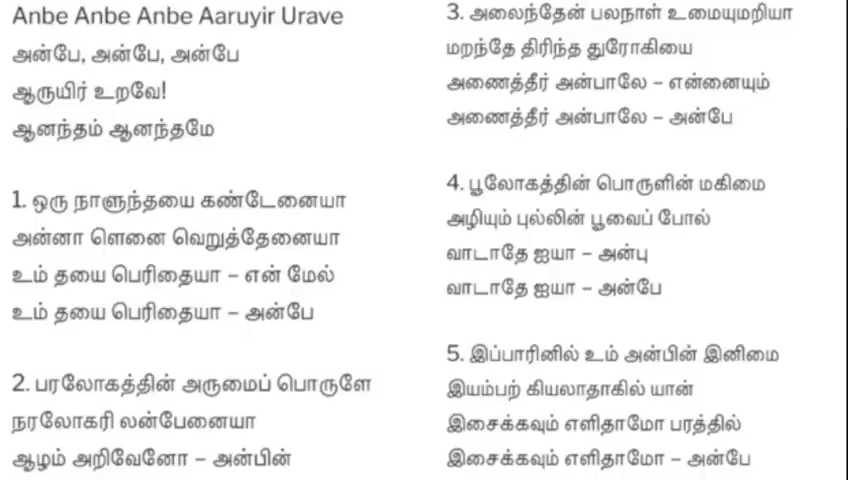 Anbe Anbe Anbe Aaruyir Urave
அன்பே, அன்பே, அன்பே
ஆருயிர் உறவே!
ஆனந்தம் ஆனந்தமே
1. ஒரு நாளுந்தயை கண்டேனையா
அன்னா ளெனை வெறுத்தேனையா
உம் தயை பெரிதையா – என் மேல்
உம் தயை பெரிதையா – அன்பே
2. பரலோகத்தின் அருமைப் பொருளே
நரலோகரி லன்பேனையா
ஆழம் அறிவேனோ – அன்பின்
3. அலைந்தேன் பலநாள் உமையுமறியா
மறந்தே திரிந்த துரோகியை
அணைத்தீர் அன்பாலே – என்னையும்
அணைத்தீர் அன்பாலே – அன்பே
4. பூலோகத்தின் பொருளின் மகிமை
அழியும் புல்லின் பூவைப் போல்
வாடாதே ஐயா – அன்பு
வாடாதே ஐயா – அன்பே
5. இப்பாரினில் உம் அன்பின் இனிமை
இயம்பற் கியலாதாகில் யான்
இசைக்கவும் எளிதாமோ பரத்தில்
இசைக்கவும் எளிதாமோ – அன்பே